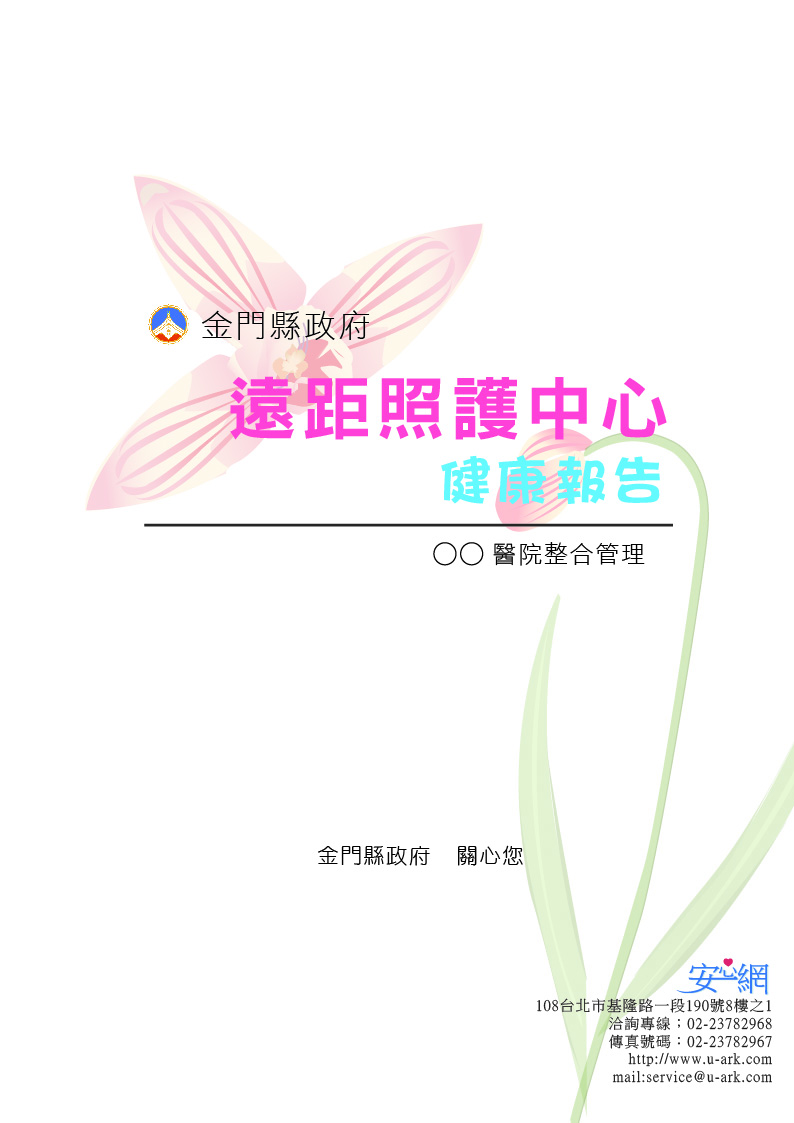 金門縣政府
遠距照護中心
健康報告
○○醫院整合管理
金門縣政府　關心您
安心網
108台北市基隆路一段190號8樓之1
洽詢專線：02-23782968
傳真號碼：02-23782967
http://www.u-ark.com
mail:service@u-ark.com